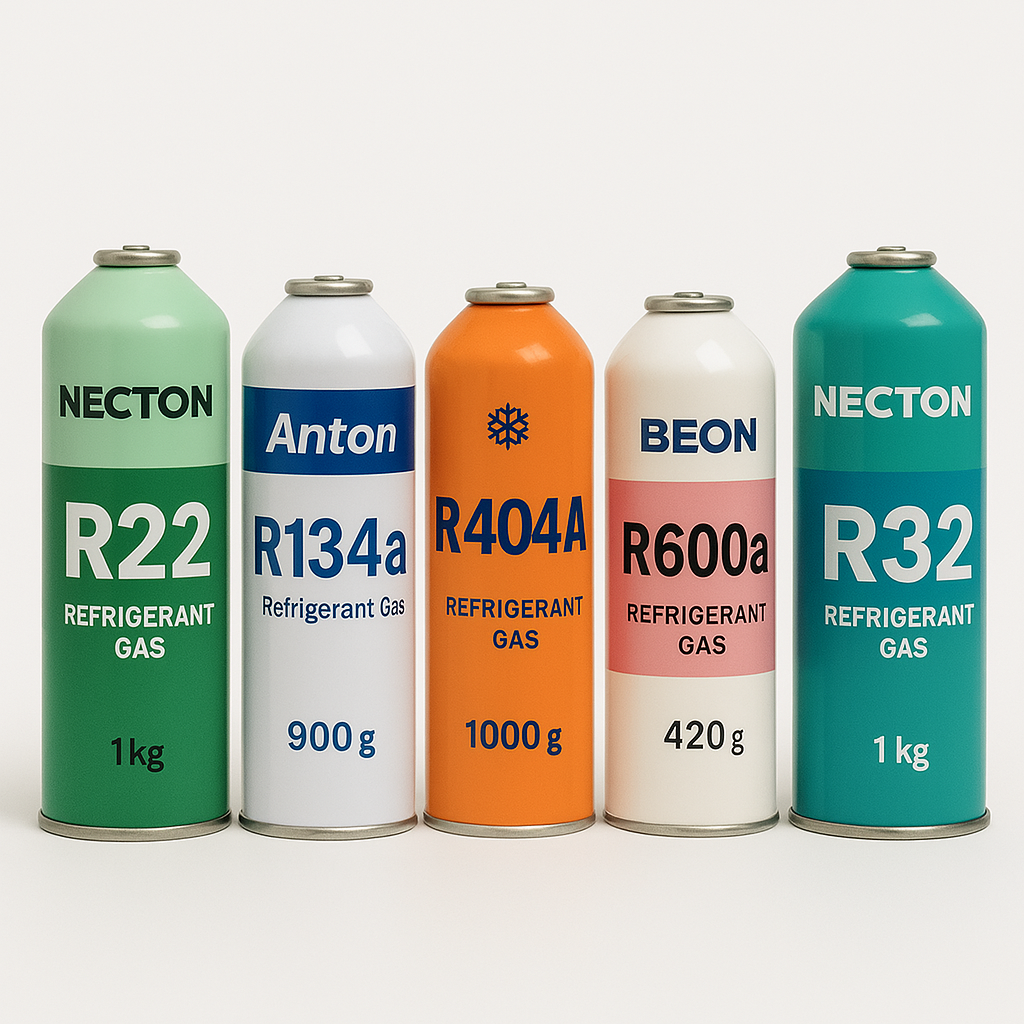 NECTON
R22
REFRIGERANT
GAS
1kg
Anton
R134a
Refrigerant Gas
900 g
R404A
REFRIGERANT
GAS
1000 g
BEON
R600a
REFRIGERANT
GAS
420 g
NECTON
R32
REFRIGERANT
GAS
1 kg